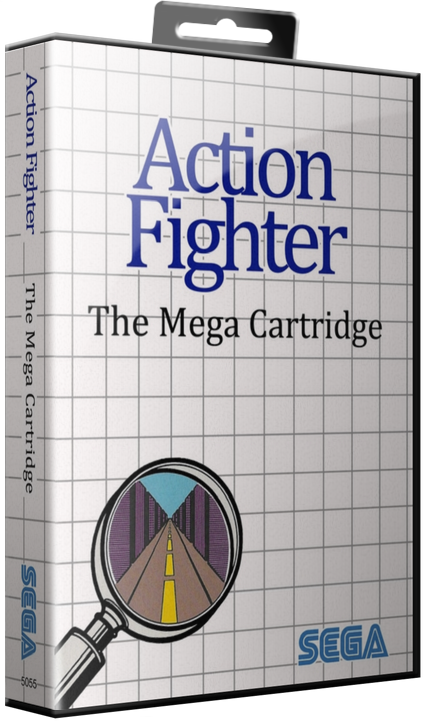 Action
Fighter
The Mega Cartridge
SEGA
Action Fighter
The Mega Cartridge
SEGA
5055